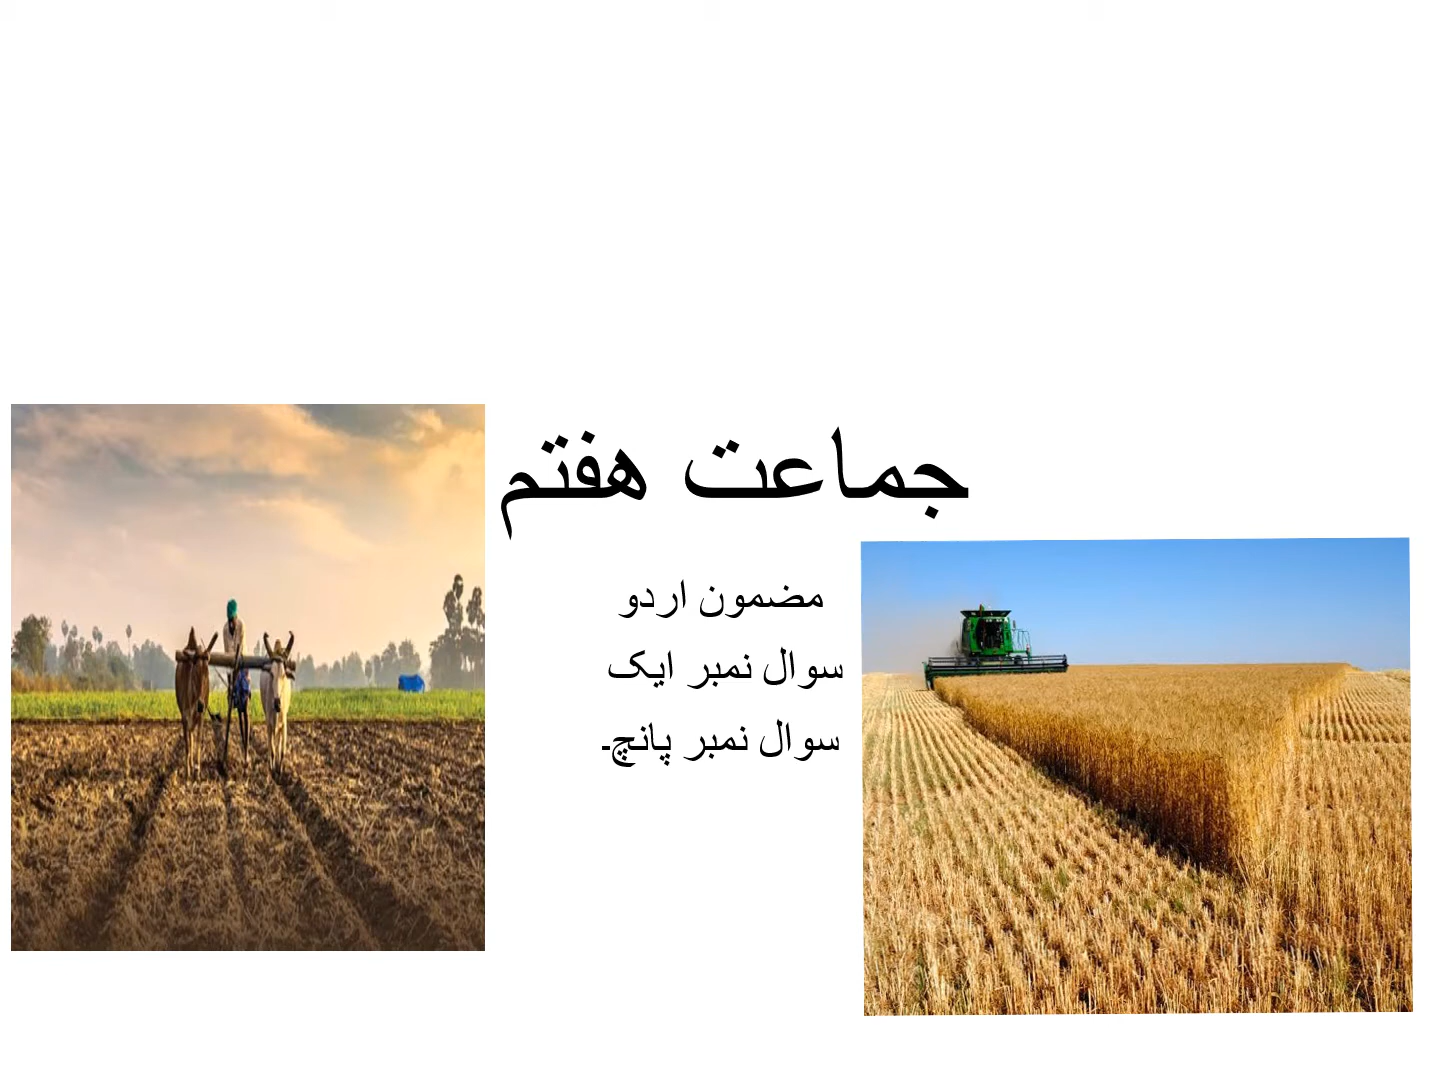 جماعت ھفتم
مضمون اردو
سوال نمبر ایک
سوال نمبر پانچ۔